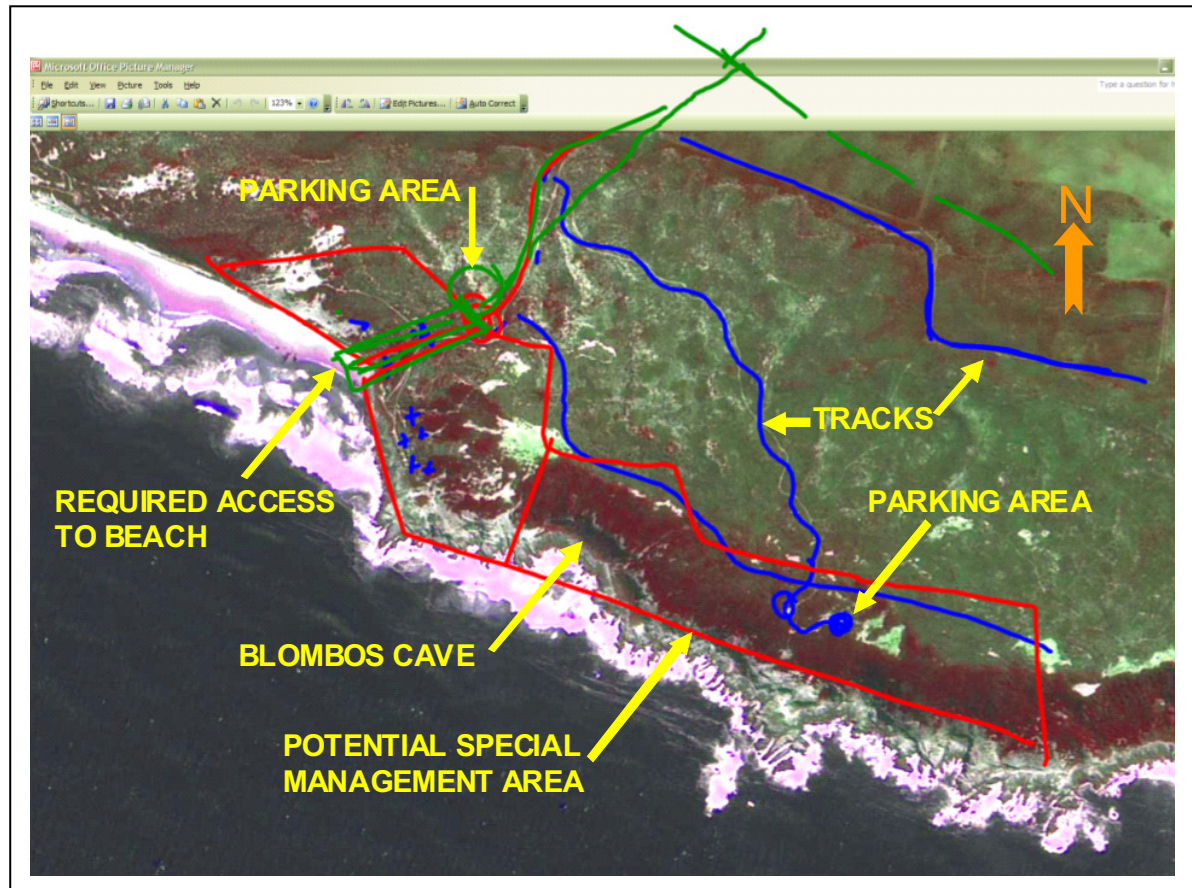 Microsoft Office Picture Manager
File Edit View Picture Tools Help
Type a question for h
Shortcuts... 123% Edit Pictures... Auto Correct
PARKING AREA
N
TRACKS
REQUIRED ACCESS
TO BEACH
PARKING AREA
BLOMBOS CAVE
POTENTIAL SPECIAL
MANAGEMENT AREA